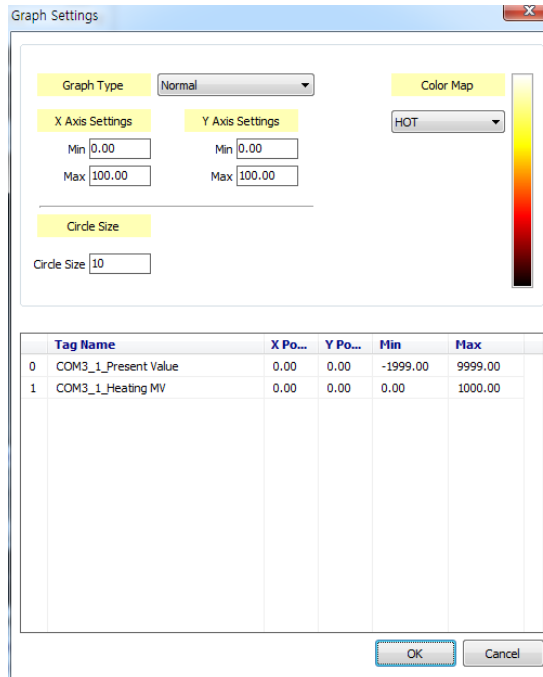 Graph Settings
x
Graph Type Normal Color Map
X Axis Settings Y Axis Settings HOT
Min 0.00 Min 0.00
Max 100.00 Max 100.00
Circle Size
Circle Size 10
Tag Name X Po... Y Po... Min Max
0 COM3_1_Present Value 0.00 0.00 -1999.00 9999.00
1 COM3_1_Heating MV 0.00 0.00 0.00 1000.00
OK Cancel